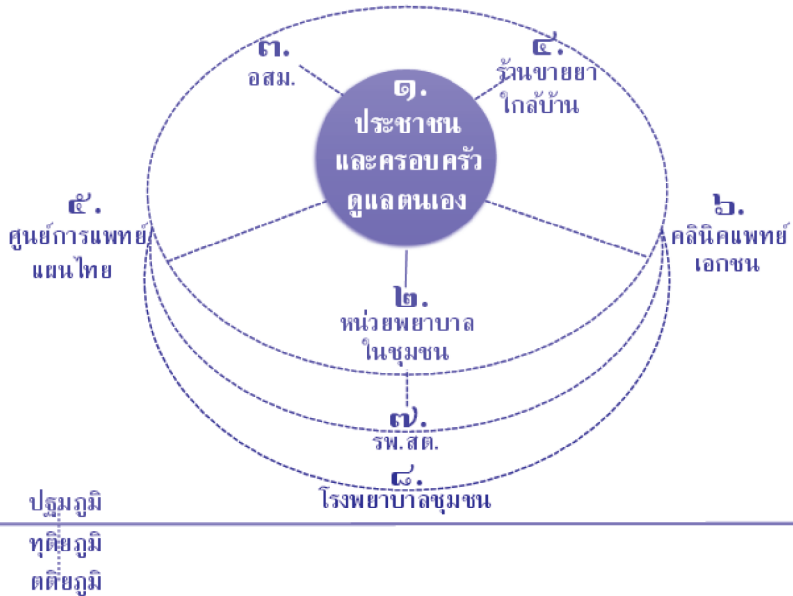 ๓.
อสม.
๔.
ร้านขายยา
ใกล้บ้าน
๑.
ประชาชน
และครอบครัว
ดูแลตนเอง
๕.
ศูนย์การแพทย์
แผนไทย
๖.
คลินิคแพทย์
เอกชน
๒.
หน่วยพยาบาล
ในชุมชน
๗.
รพ.สต.
๘.
โรงพยาบาลชุมชน
ปฐมภูมิ
ทุติยภูมิ
ตติยภูมิ